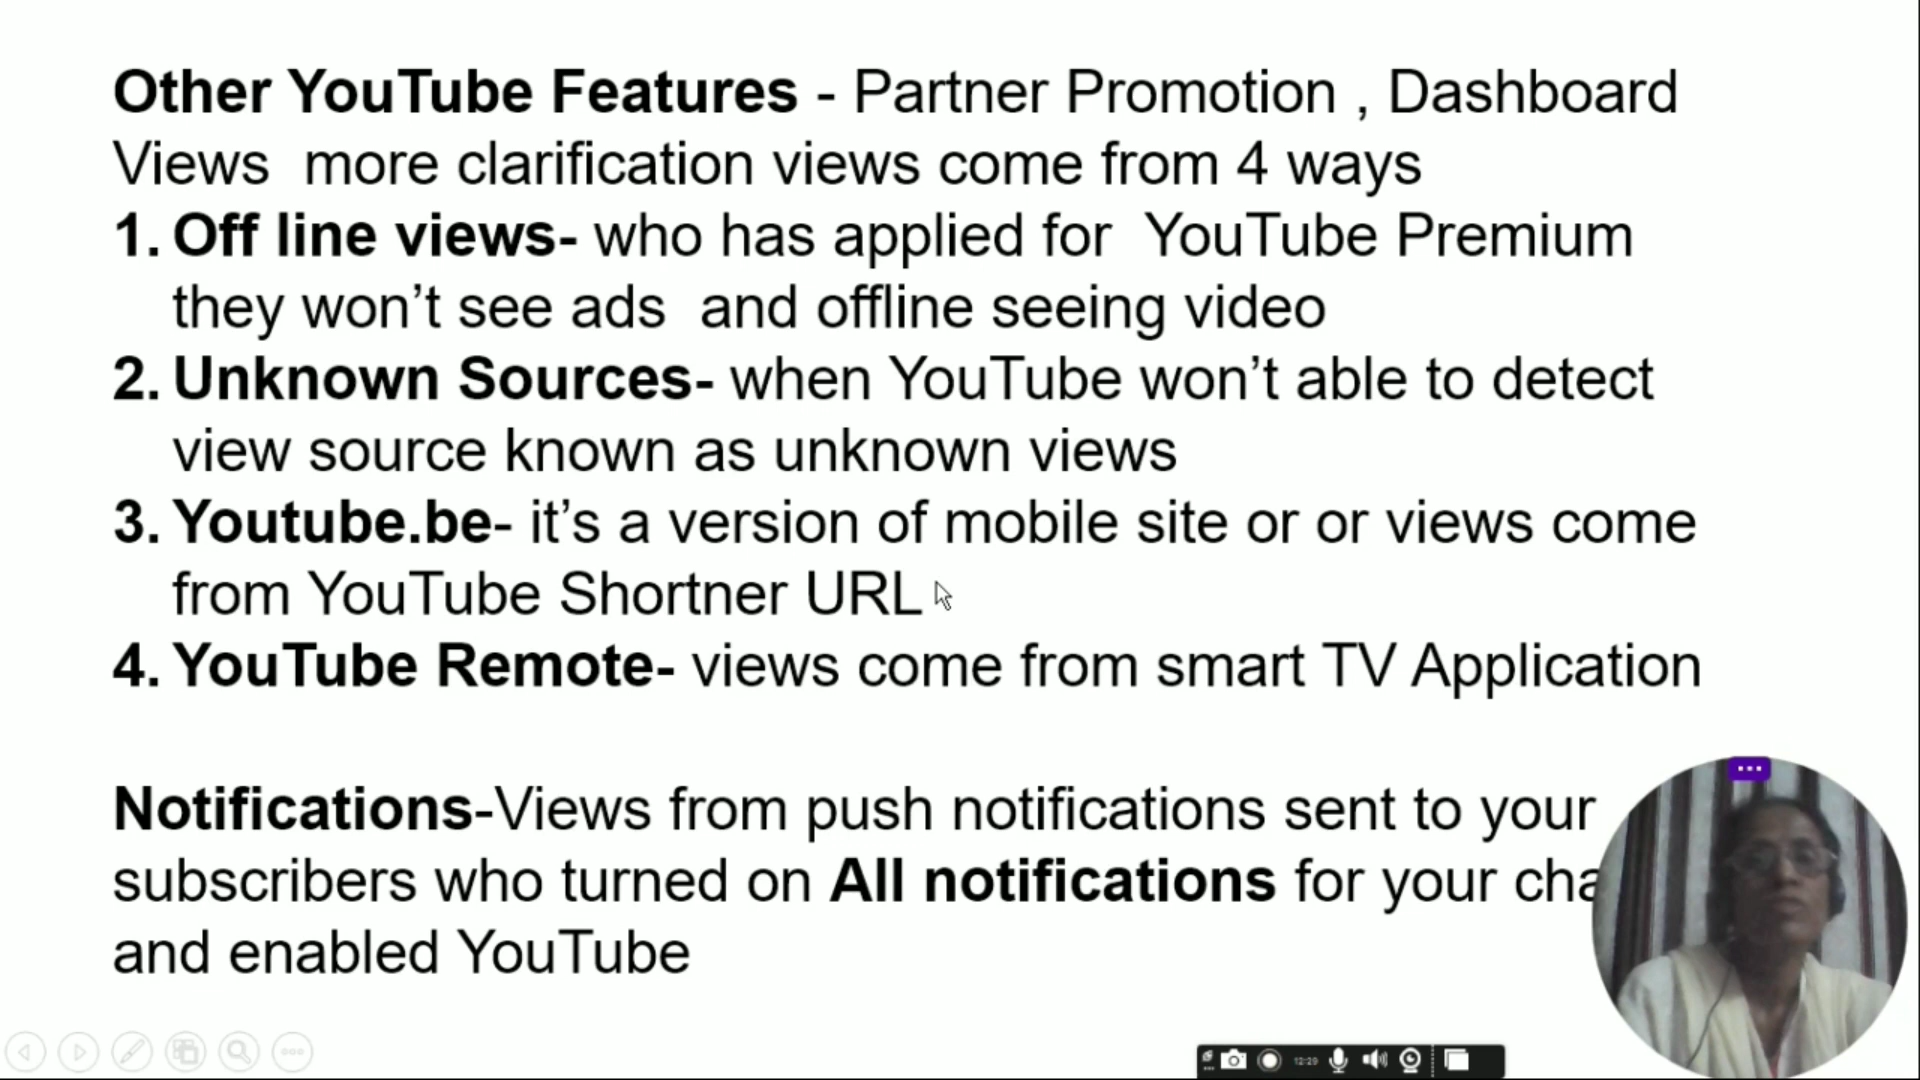 Other YouTube Features - Partner Promotion , Dashboard
Views  more clarification views come from 4 ways
1. Off line views- who has applied for  YouTube Premium
they won’t see ads  and offline seeing video
2. Unknown Sources- when YouTube won’t able to detect
view source known as unknown views
3. Youtube.be- it’s a version of mobile site or or views come
from YouTube Shortner URL
4. YouTube Remote- views come from smart TV Application
Notifications-Views from push notifications sent to your
subscribers who turned on All notifications for your
and enabled YouTube
12:29